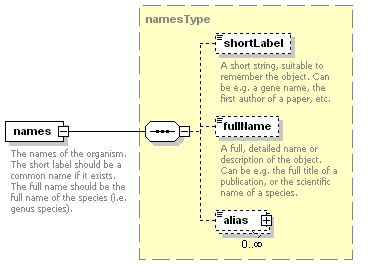 namesType
shortLabel
A short string, suitable to
remember the object. Can
be e.g. a gene name, the
first author of a paper, etc.
names
The names of the organism.
The short label should be a
common name if it exists.
The full name should be the
full name of the species (i.e.
genus species).
fullName
A full, detailed name or
description of the object.
Can be e.g. the full title of a
publication, or the scientific
name of a species.
alias
0..∞